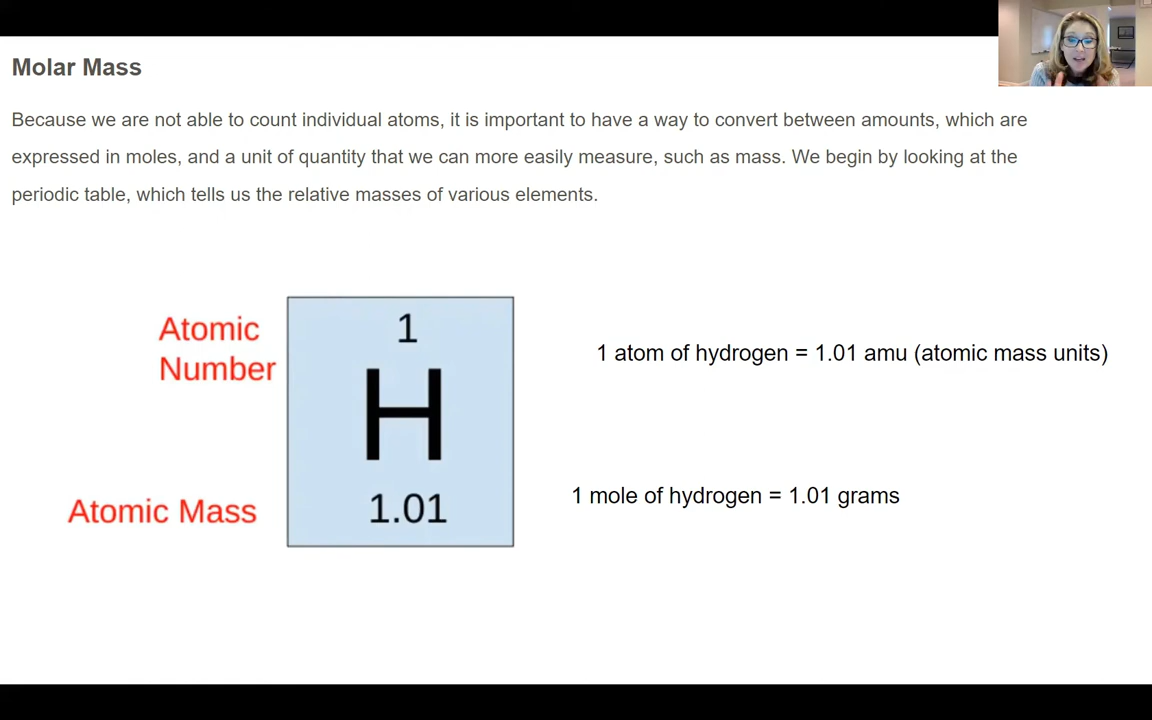 Molar Mass
Because we are not able to count individual atoms, it is important to have a way to convert between amounts, which are
expressed in moles, and a unit of quantity that we can more easily measure, such as mass. We begin by looking at the
periodic table, which tells us the relative masses of various elements.
Atomic
Number
1
H
Atomic Mass
1.01
1 atom of hydrogen = 1.01 amu (atomic mass units)
1 mole of hydrogen = 1.01 grams